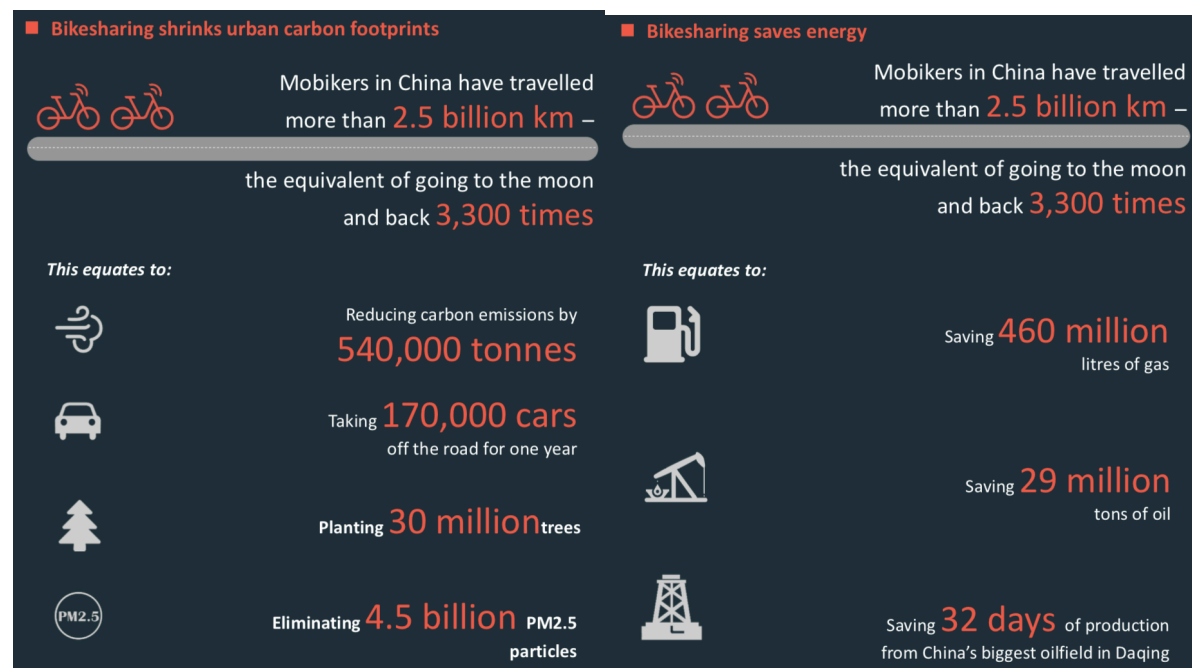 Bikesharing shrinks urban carbon footprints
Mobikers in China have travelled
more than 2.5 billion km –
the equivalent of going to the moon
and back 3,300 times
This equates to:
Reducing carbon emissions by
540,000 tonnes
Taking 170,000 cars
off the road for one year
Planting 30 milliontrees
PM2.5
Eliminating 4.5 billion PM2.5
particles
Bikesharing saves energy
Mobikers in China have travelled
more than 2.5 billion km –
the equivalent of going to the moon
and back 3,300 times
This equates to:
Saving 460 million
litres of gas
Saving 29 million
tons of oil
Saving 32 days of production
from China’s biggest oilfield in Daqing